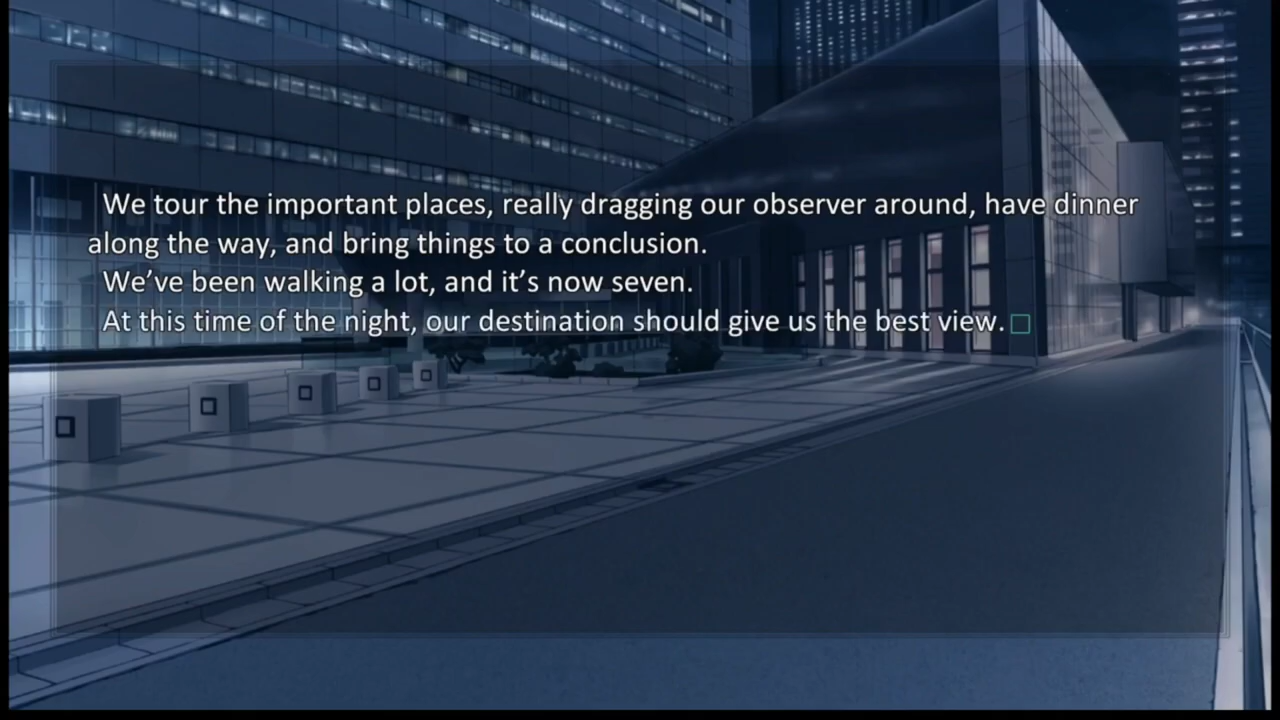 We tour the important places, really dragging our observer around, have dinner
along the way, and bring things to a conclusion.
We've been walking a lot, and it's now seven.
At this time of the night, our destination should give us the best view.